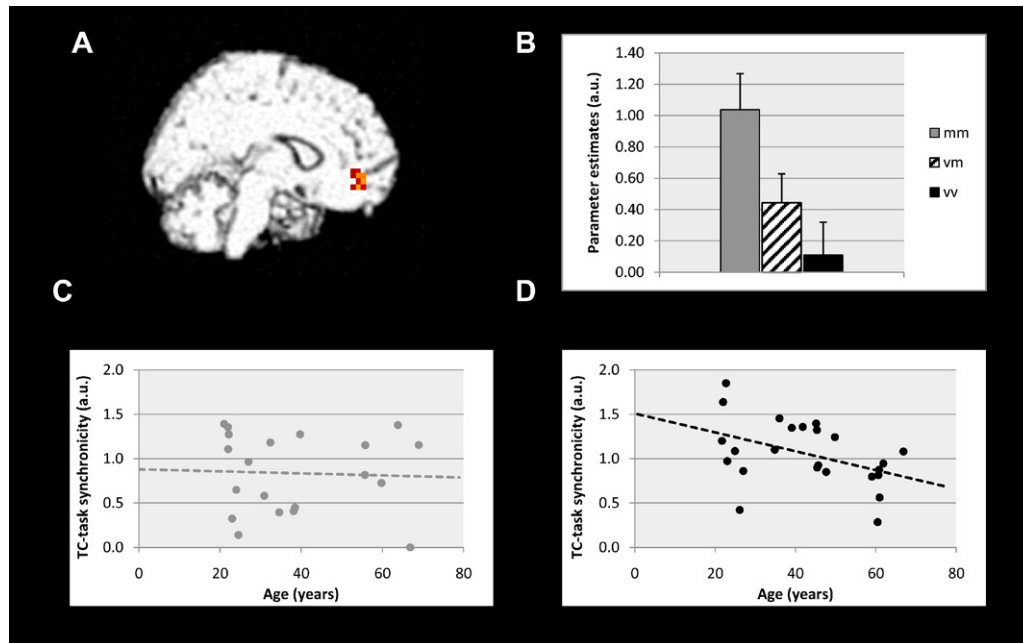 A
B
1.40
1.20
1.00
0.80
0.60
0.40
0.20
0.00
Parameter estimates (a.u.)
mm
vm
vv
C
D
2.0
1.5
1.0
0.5
0.0
TC-task synchronicity (a.u.)
0 20 40 60 80
Age (years)
2.0
1.5
1.0
0.5
0.0
TC-task synchronicity (a.u.)
0 20 40 60 80
Age (years)